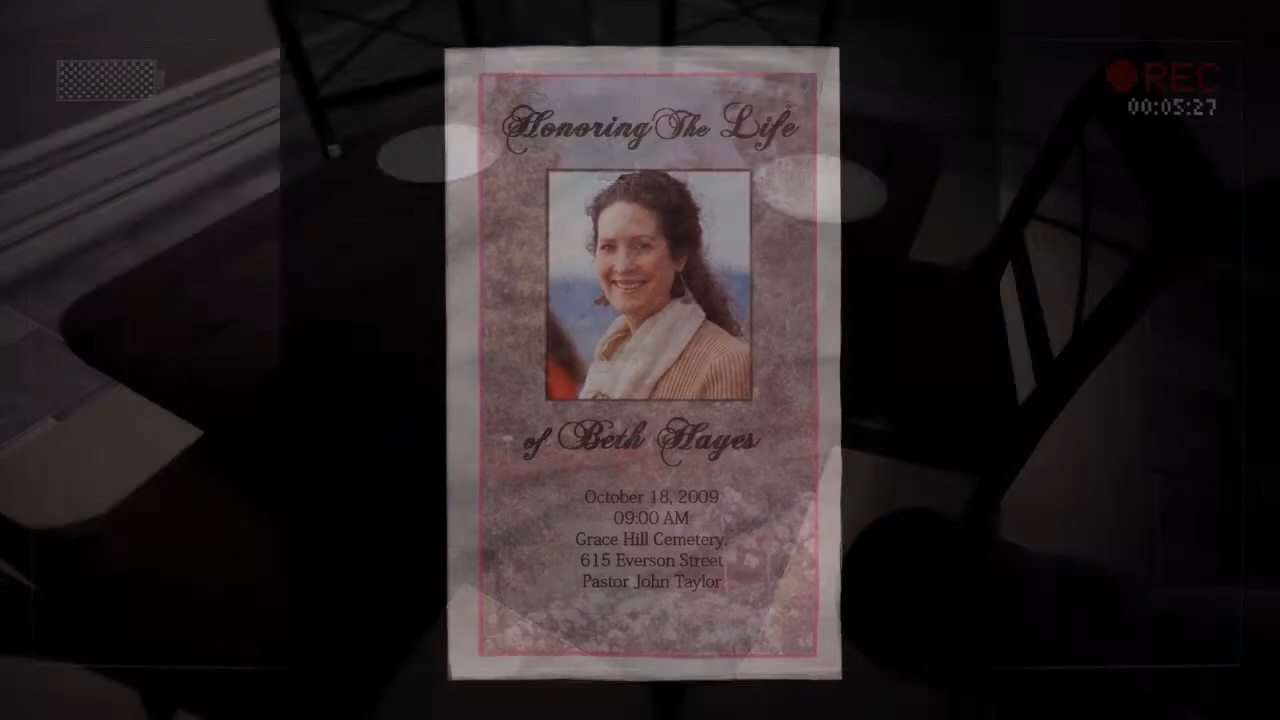 REC
00:05:27
Honoring The Life
of Beth Hayes
October 18, 2009
09:00 AM
Grace Hill Cemetery.
615 Everson Street
Pastor John Taylor